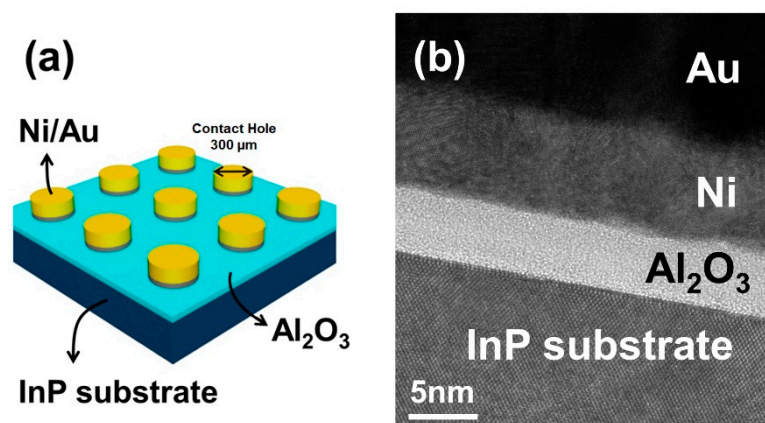 (a)
Ni/Au
Contact Hole
300 μm
Al₂O₃
InP substrate
(b)
Au
Ni
Al₂O₃
InP substrate
5nm